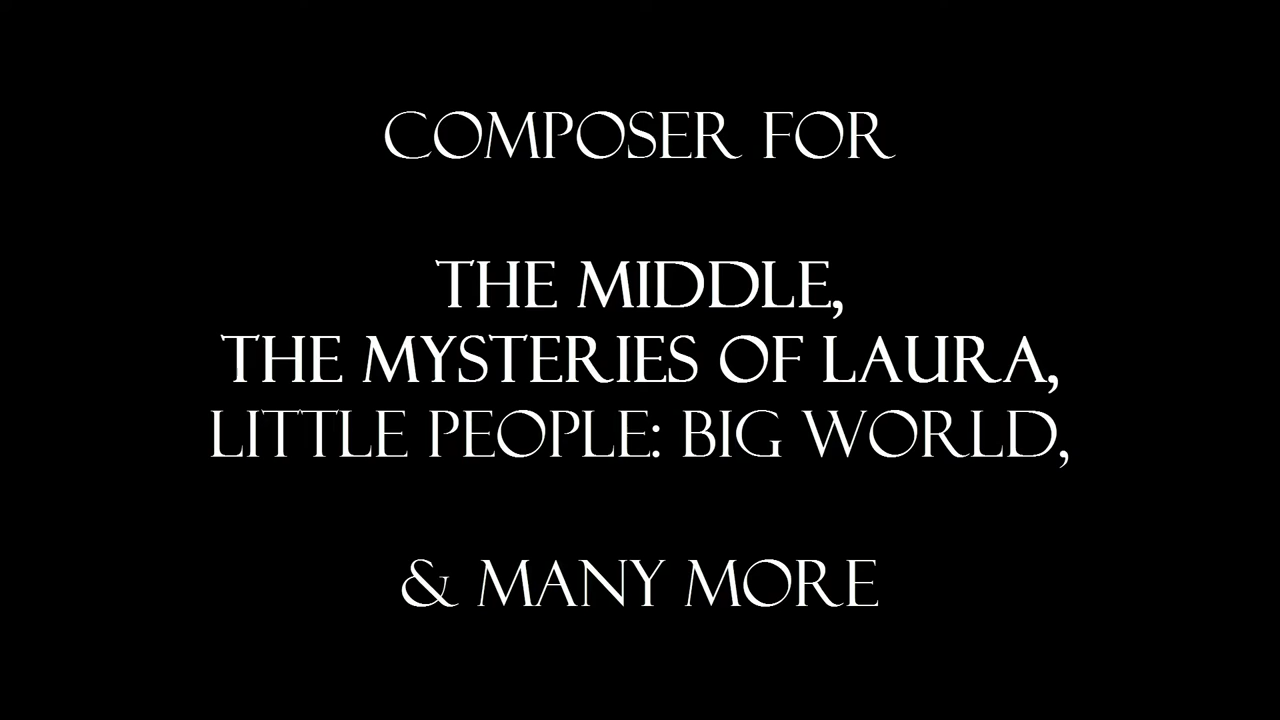 COMPOSER FOR
THE MIDDLE,
THE MYSTERIES OF LAURA,
LITTLE PEOPLE: BIG WORLD,
& MANY MORE